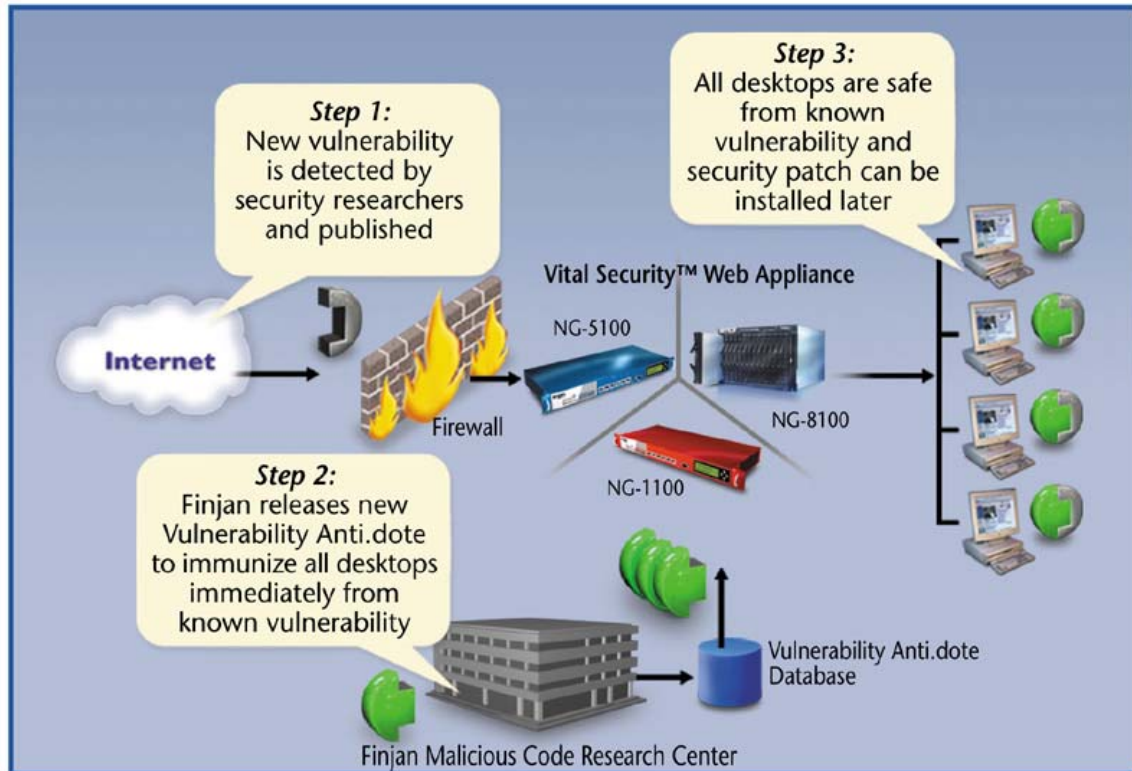 Step 1:
New vulnerability
is detected by
security researchers
and published
Step 3:
All desktops are safe
from known
vulnerability and
security patch can be
installed later
Vital Security™ Web Appliance
NG-5100
Internet
NG-8100
Firewall
NG-1100
Step 2:
Finjan releases new
Vulnerability Anti.dote
to immunize all desktops
immediately from
known vulnerability
Vulnerability Anti.dote
Database
Finjan Malicious Code Research Center